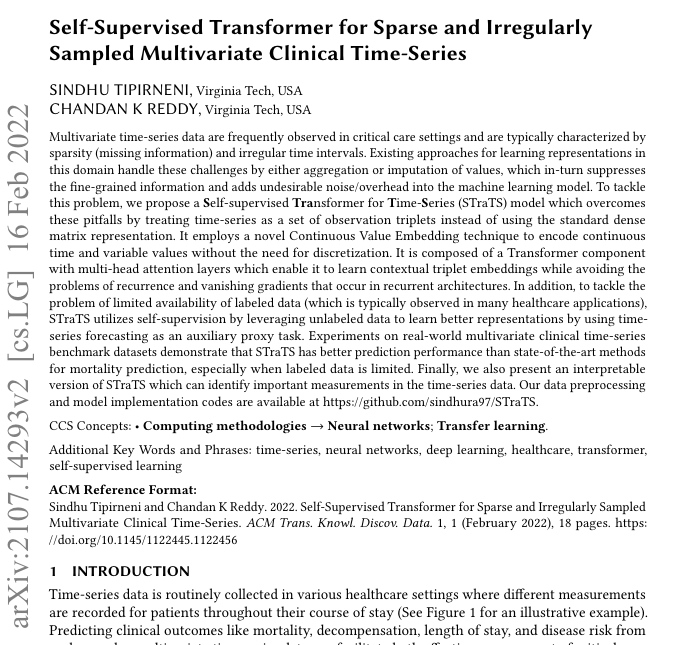 Self-Supervised Transformer for Sparse and Irregularly
Sampled Multivariate Clinical Time-Series
SINDHU TIPIRNENI, Virginia Tech, USA
CHANDAN K REDDY, Virginia Tech, USA
Multivariate time-series data are frequently observed in critical care settings and are typically characterized by
sparsity (missing information) and irregular time intervals. Existing approaches for learning representations in
this domain handle these challenges by either aggregation or imputation of values, which in-turn suppresses
the fine-grained information and adds undesirable noise/overhead into the machine learning model. To tackle
this problem, we propose a Self-supervised Transformer for Time-Series (STraTS) model which overcomes
these pitfalls by treating time-series as a set of observation triplets instead of using the standard dense
matrix representation. It employs a novel Continuous Value Embedding technique to encode continuous
time and variable values without the need for discretization. It is composed of a Transformer component
with multi-head attention layers which enable it to learn contextual triplet embeddings while avoiding the
problems of recurrence and vanishing gradients that occur in recurrent architectures. In addition, to tackle the
problem of limited availability of labeled data (which is typically observed in many healthcare applications),
STraTS utilizes self-supervision by leveraging unlabeled data to learn better representations by using time-
series forecasting as an auxiliary proxy task. Experiments on real-world multivariate clinical time-series
benchmark datasets demonstrate that STraTS has better prediction performance than state-of-the-art methods
for mortality prediction, especially when labeled data is limited. Finally, we also present an interpretable
version of STraTS which can identify important measurements in the time-series data. Our data preprocessing
and model implementation codes are available at https://github.com/sindhura97/STraTS.
CCS Concepts: • Computing methodologies → Neural networks; Transfer learning.
Additional Key Words and Phrases: time-series, neural networks, deep learning, healthcare, transformer,
self-supervised learning
ACM Reference Format:
Sindhu Tipirneni and Chandan K Reddy. 2022. Self-Supervised Transformer for Sparse and Irregularly Sampled
Multivariate Clinical Time-Series. ACM Trans. Knowl. Discov. Data. 1, 1 (February 2022), 18 pages. https:
//doi.org/10.1145/1122445.1122456
1 INTRODUCTION
Time-series data is routinely collected in various healthcare settings where different measurements
are recorded for patients throughout their course of stay (See Figure 1 for an illustrative example).
Predicting clinical outcomes like mortality, decompensation, length of stay, and disease risk from
arXiv:2107.14293v2 [cs.LG] 16 Feb 2022